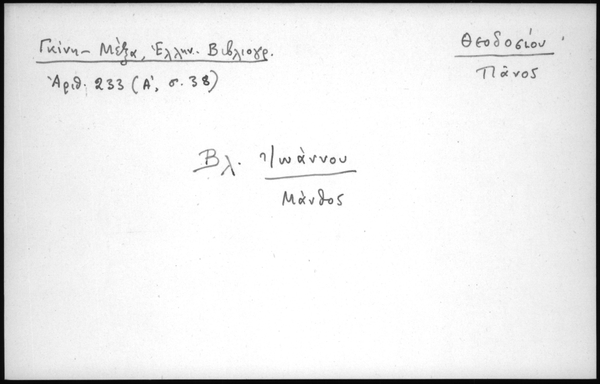 Γκίνη - Μέξα, Ἑλλην. Βιβλιογρ.
Ἀριθ. 233 (Α', σ. 38)
Θεοδοσίου
Πάνος
Βλ. Ἰωάννου
Μάνθος